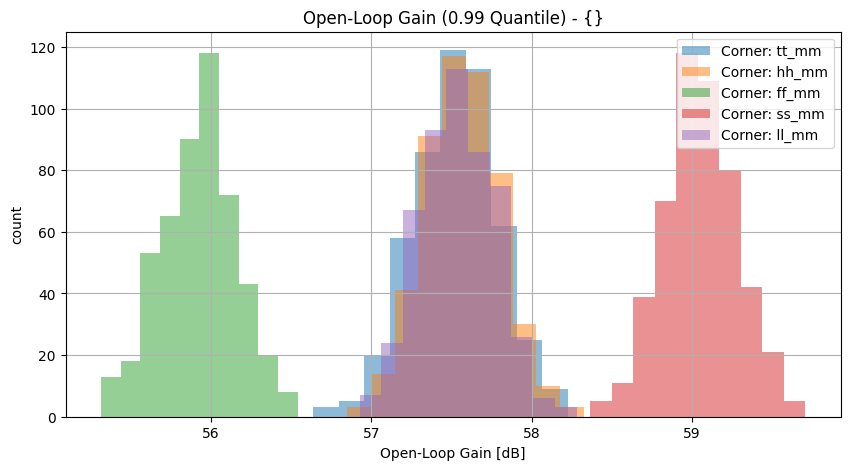 Open-Loop Gain (0.99 Quantile) - {}
120
100
80
60
40
20
0
count
Corner: tt_mm
Corner: hh_mm
Corner: ff_mm
Corner: ss_mm
Corner: ll_mm
56 57 58 59
Open-Loop Gain [dB]